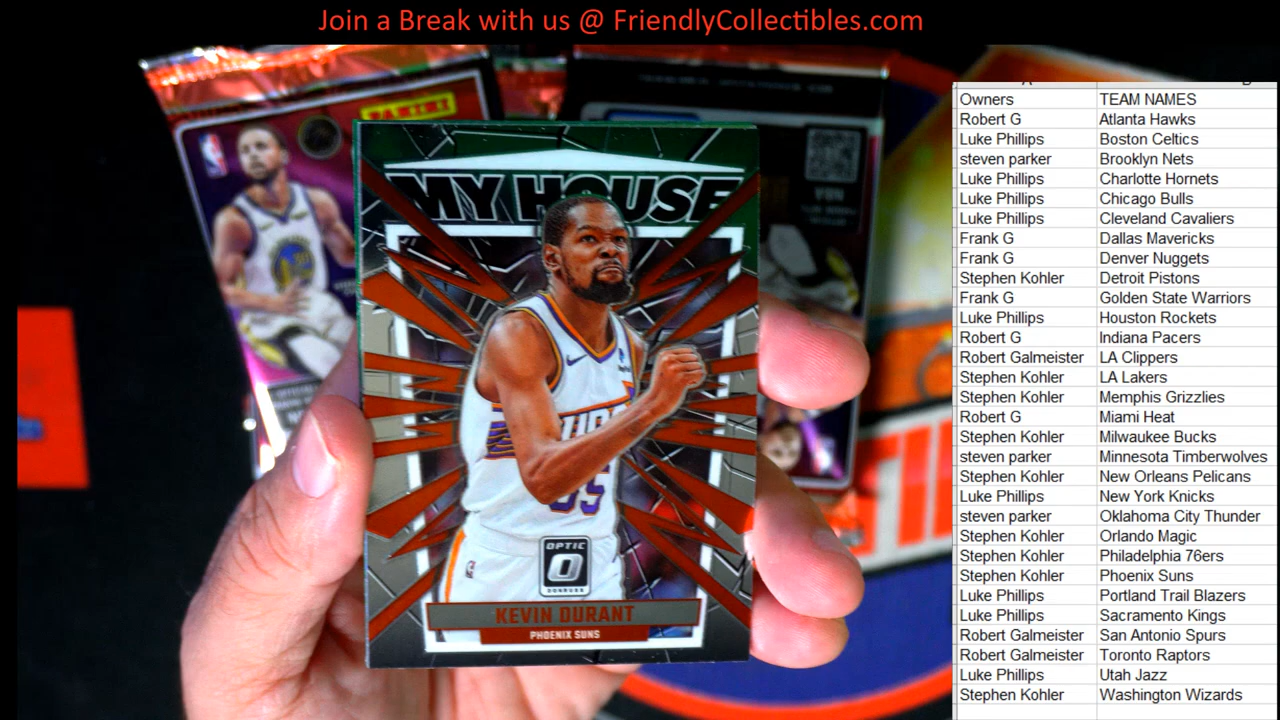 Join a Break with us @ FriendlyCollectibles.com
PANINI
MY HOUSE
SUNS
35
OPTIC
DONRUSS
KEVIN DURANT
PHOENIX SUNS
Owners TEAM NAMES
Robert G Atlanta Hawks
Luke Phillips Boston Celtics
steven parker Brooklyn Nets
Luke Phillips Charlotte Hornets
Luke Phillips Chicago Bulls
Luke Phillips Cleveland Cavaliers
Frank G Dallas Mavericks
Frank G Denver Nuggets
Stephen Kohler Detroit Pistons
Frank G Golden State Warriors
Luke Phillips Houston Rockets
Robert G Indiana Pacers
Robert Galmeister LA Clippers
Stephen Kohler LA Lakers
Stephen Kohler Memphis Grizzlies
Robert G Miami Heat
Stephen Kohler Milwaukee Bucks
steven parker Minnesota Timberwolves
Stephen Kohler New Orleans Pelicans
Luke Phillips New York Knicks
steven parker Oklahoma City Thunder
Stephen Kohler Orlando Magic
Stephen Kohler Philadelphia 76ers
Stephen Kohler Phoenix Suns
Luke Phillips Portland Trail Blazers
Luke Phillips Sacramento Kings
Robert Galmeister San Antonio Spurs
Robert Galmeister Toronto Raptors
Luke Phillips Utah Jazz
Stephen Kohler Washington Wizards